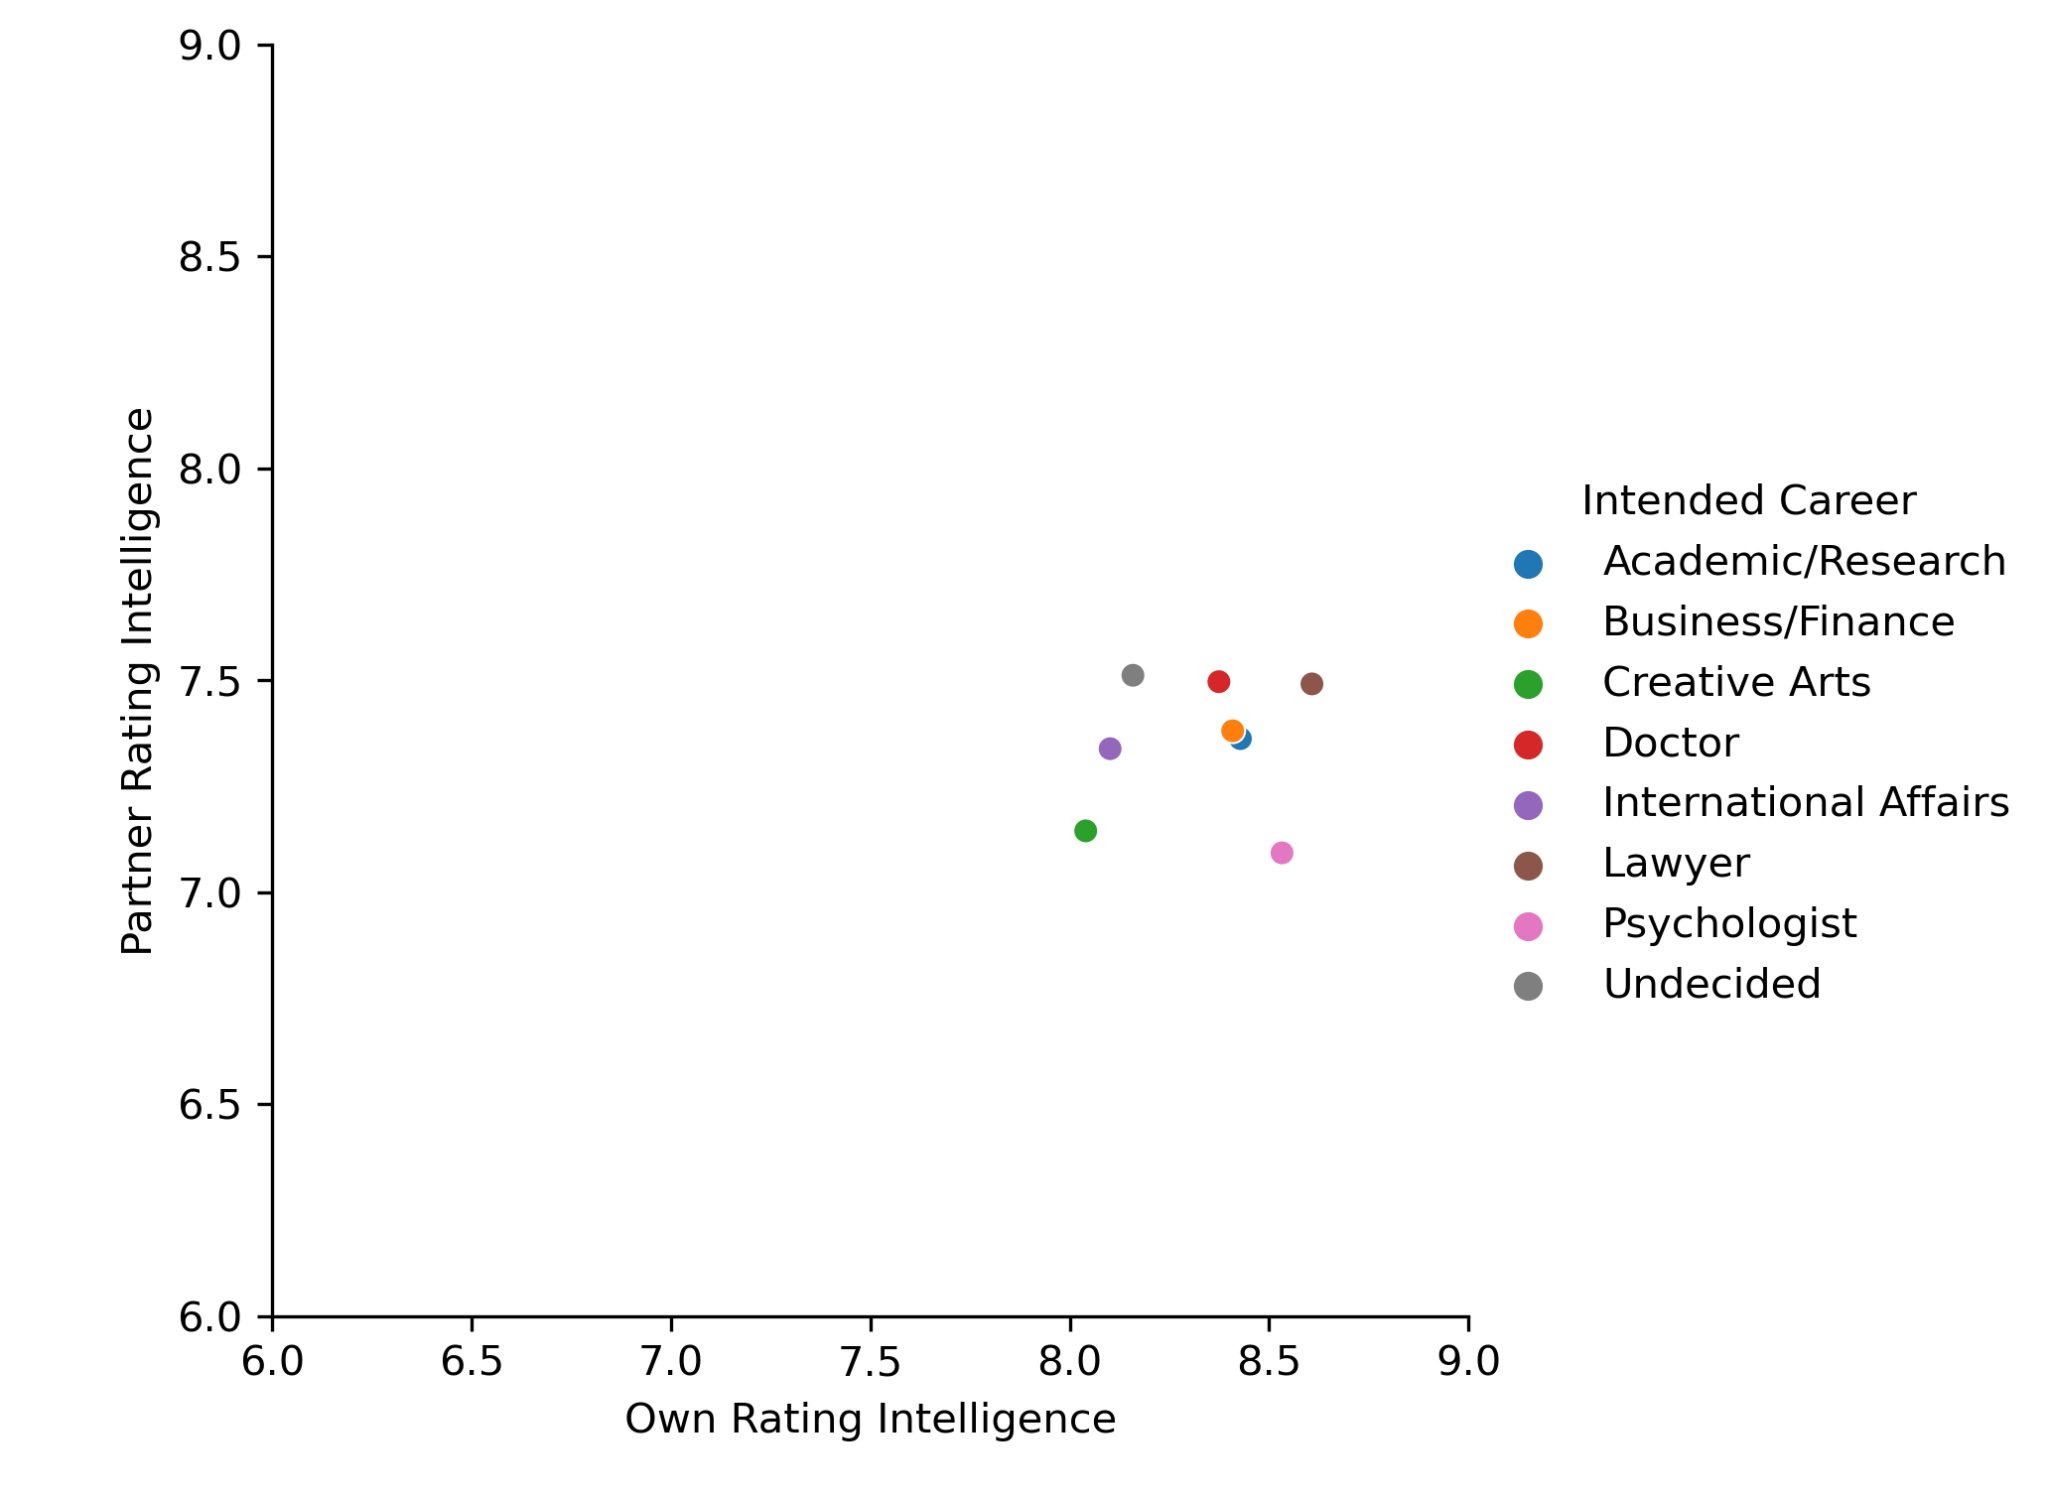 9.0
8.5
8.0
7.5
7.0
6.5
6.0
Partner Rating Intelligence
6.0 6.5 7.0 7.5 8.0 8.5 9.0
Own Rating Intelligence
Intended Career
Academic/Research
Business/Finance
Creative Arts
Doctor
International Affairs
Lawyer
Psychologist
Undecided